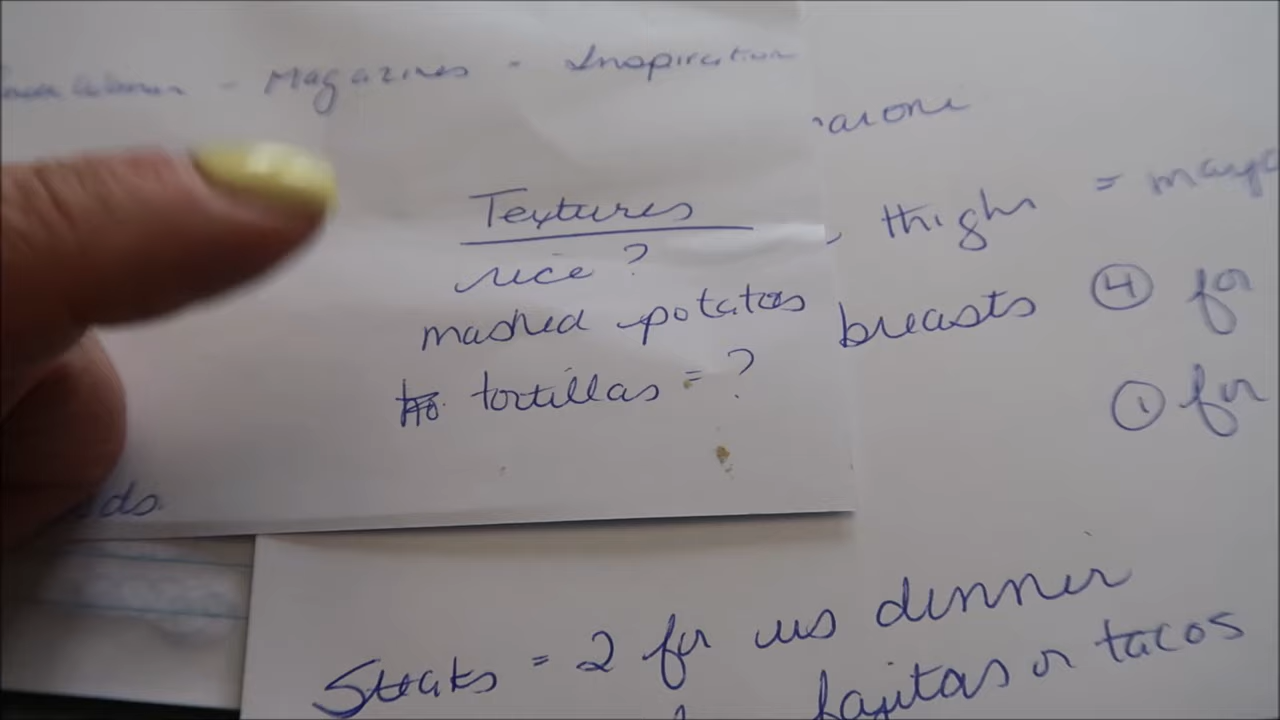 - Magazines - Inspiration
Textures
rice ?
mashed potatoes
tortillas = ?
thighs =
breasts ④ for
① for
Steaks = 2 for us dinner
fajitas or tacos